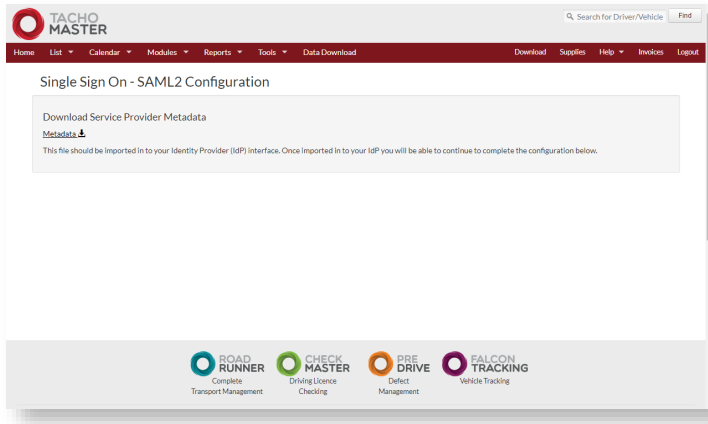 TACHO
MASTER
Search for Driver/Vehicle Find
Home List Calendar Modules Reports Tools Data Download Download Supplies Help Invoices Logout
Single Sign On - SAML2 Configuration
Download Service Provider Metadata
Metadata
This file should be imported in to your Identity Provider (IdP) interface. Once imported in to your IdP you will be able to continue to complete the configuration below.
ROAD
RUNNER
Complete
Transport Management
CHECK
MASTER
Driving Licence
Checking
PRE
DRIVE
Defect
Management
FALCON
TRACKING
Vehicle Tracking